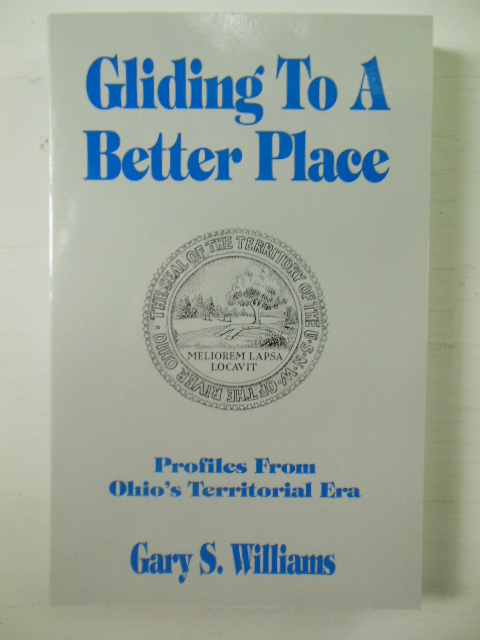 Gliding To A
Better Place
THE SEAL OF THE TERRITORY OF THE U·S·N·W·OF THE RIVER OHIO·
MELIOREM LAPSA
LOCAVIT
Profiles From
Ohio's Territorial Era
Gary S. Williams